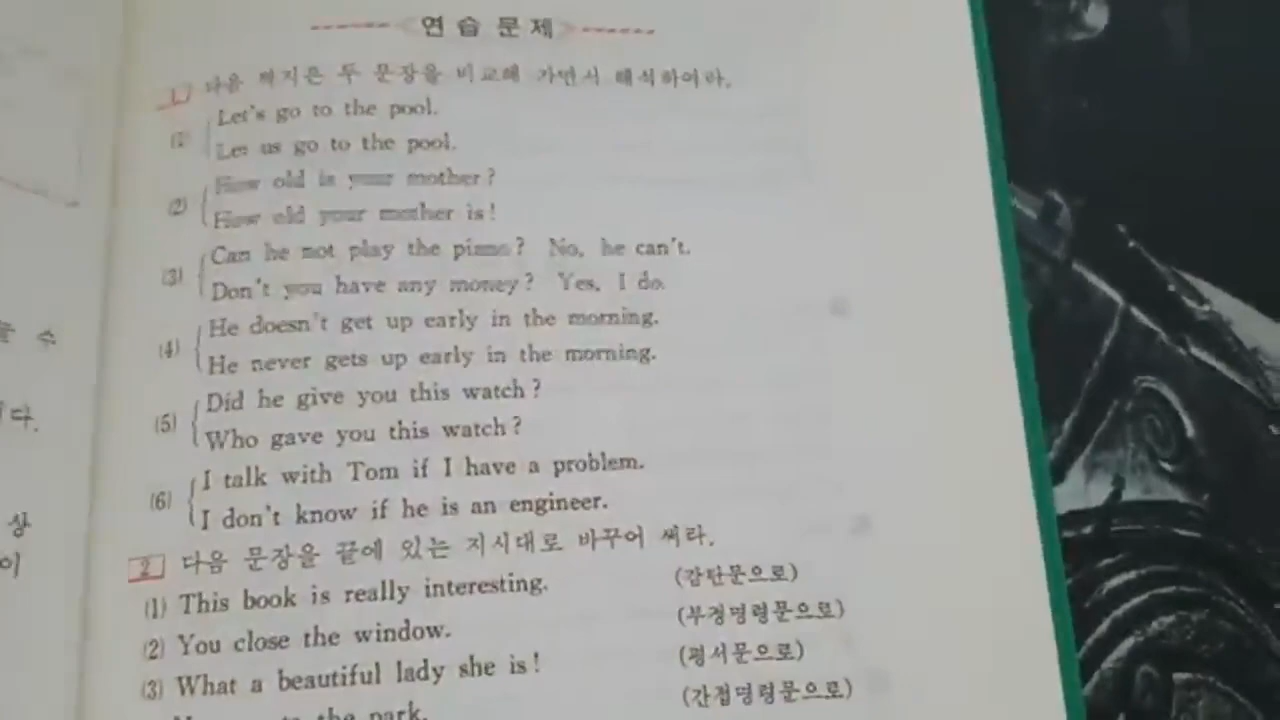 연습문제
1 다음 짝지은 두 문장을 비교해 가면서 해석하여라.
(1) Let's go to the pool.
Let us go to the pool.
(2) How old is your mother?
How old your mother is!
(3) Can he not play the piano? No, he can't.
Don't you have any money? Yes, I do.
(4) He doesn't get up early in the morning.
He never gets up early in the morning.
(5) Did he give you this watch?
Who gave you this watch?
(6) I talk with Tom if I have a problem.
I don't know if he is an engineer.
2 다음 문장을 끝에 있는 지시대로 바꾸어 써라.
(1) This book is really interesting. (감탄문으로)
(2) You close the window. (부정명령문으로)
(3) What a beautiful lady she is! (평서문으로)
the park. (간접명령문으로)